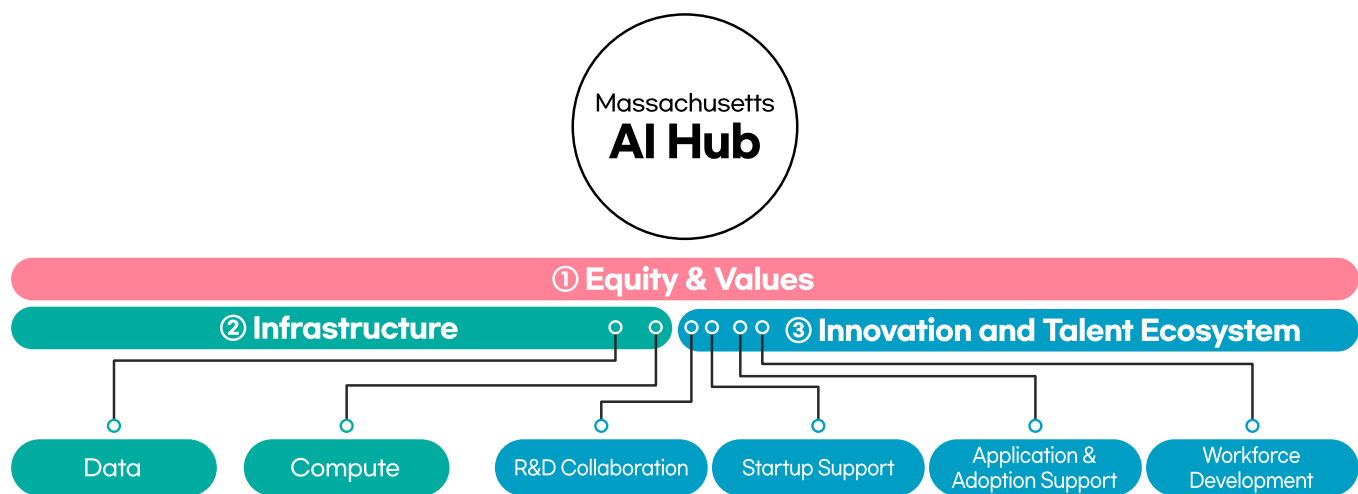 Massachusetts
AI Hub
① Equity & Values
② Infrastructure
③ Innovation and Talent Ecosystem
Data
Compute
R&D Collaboration
Startup Support
Application &
Adoption Support
Workforce
Development